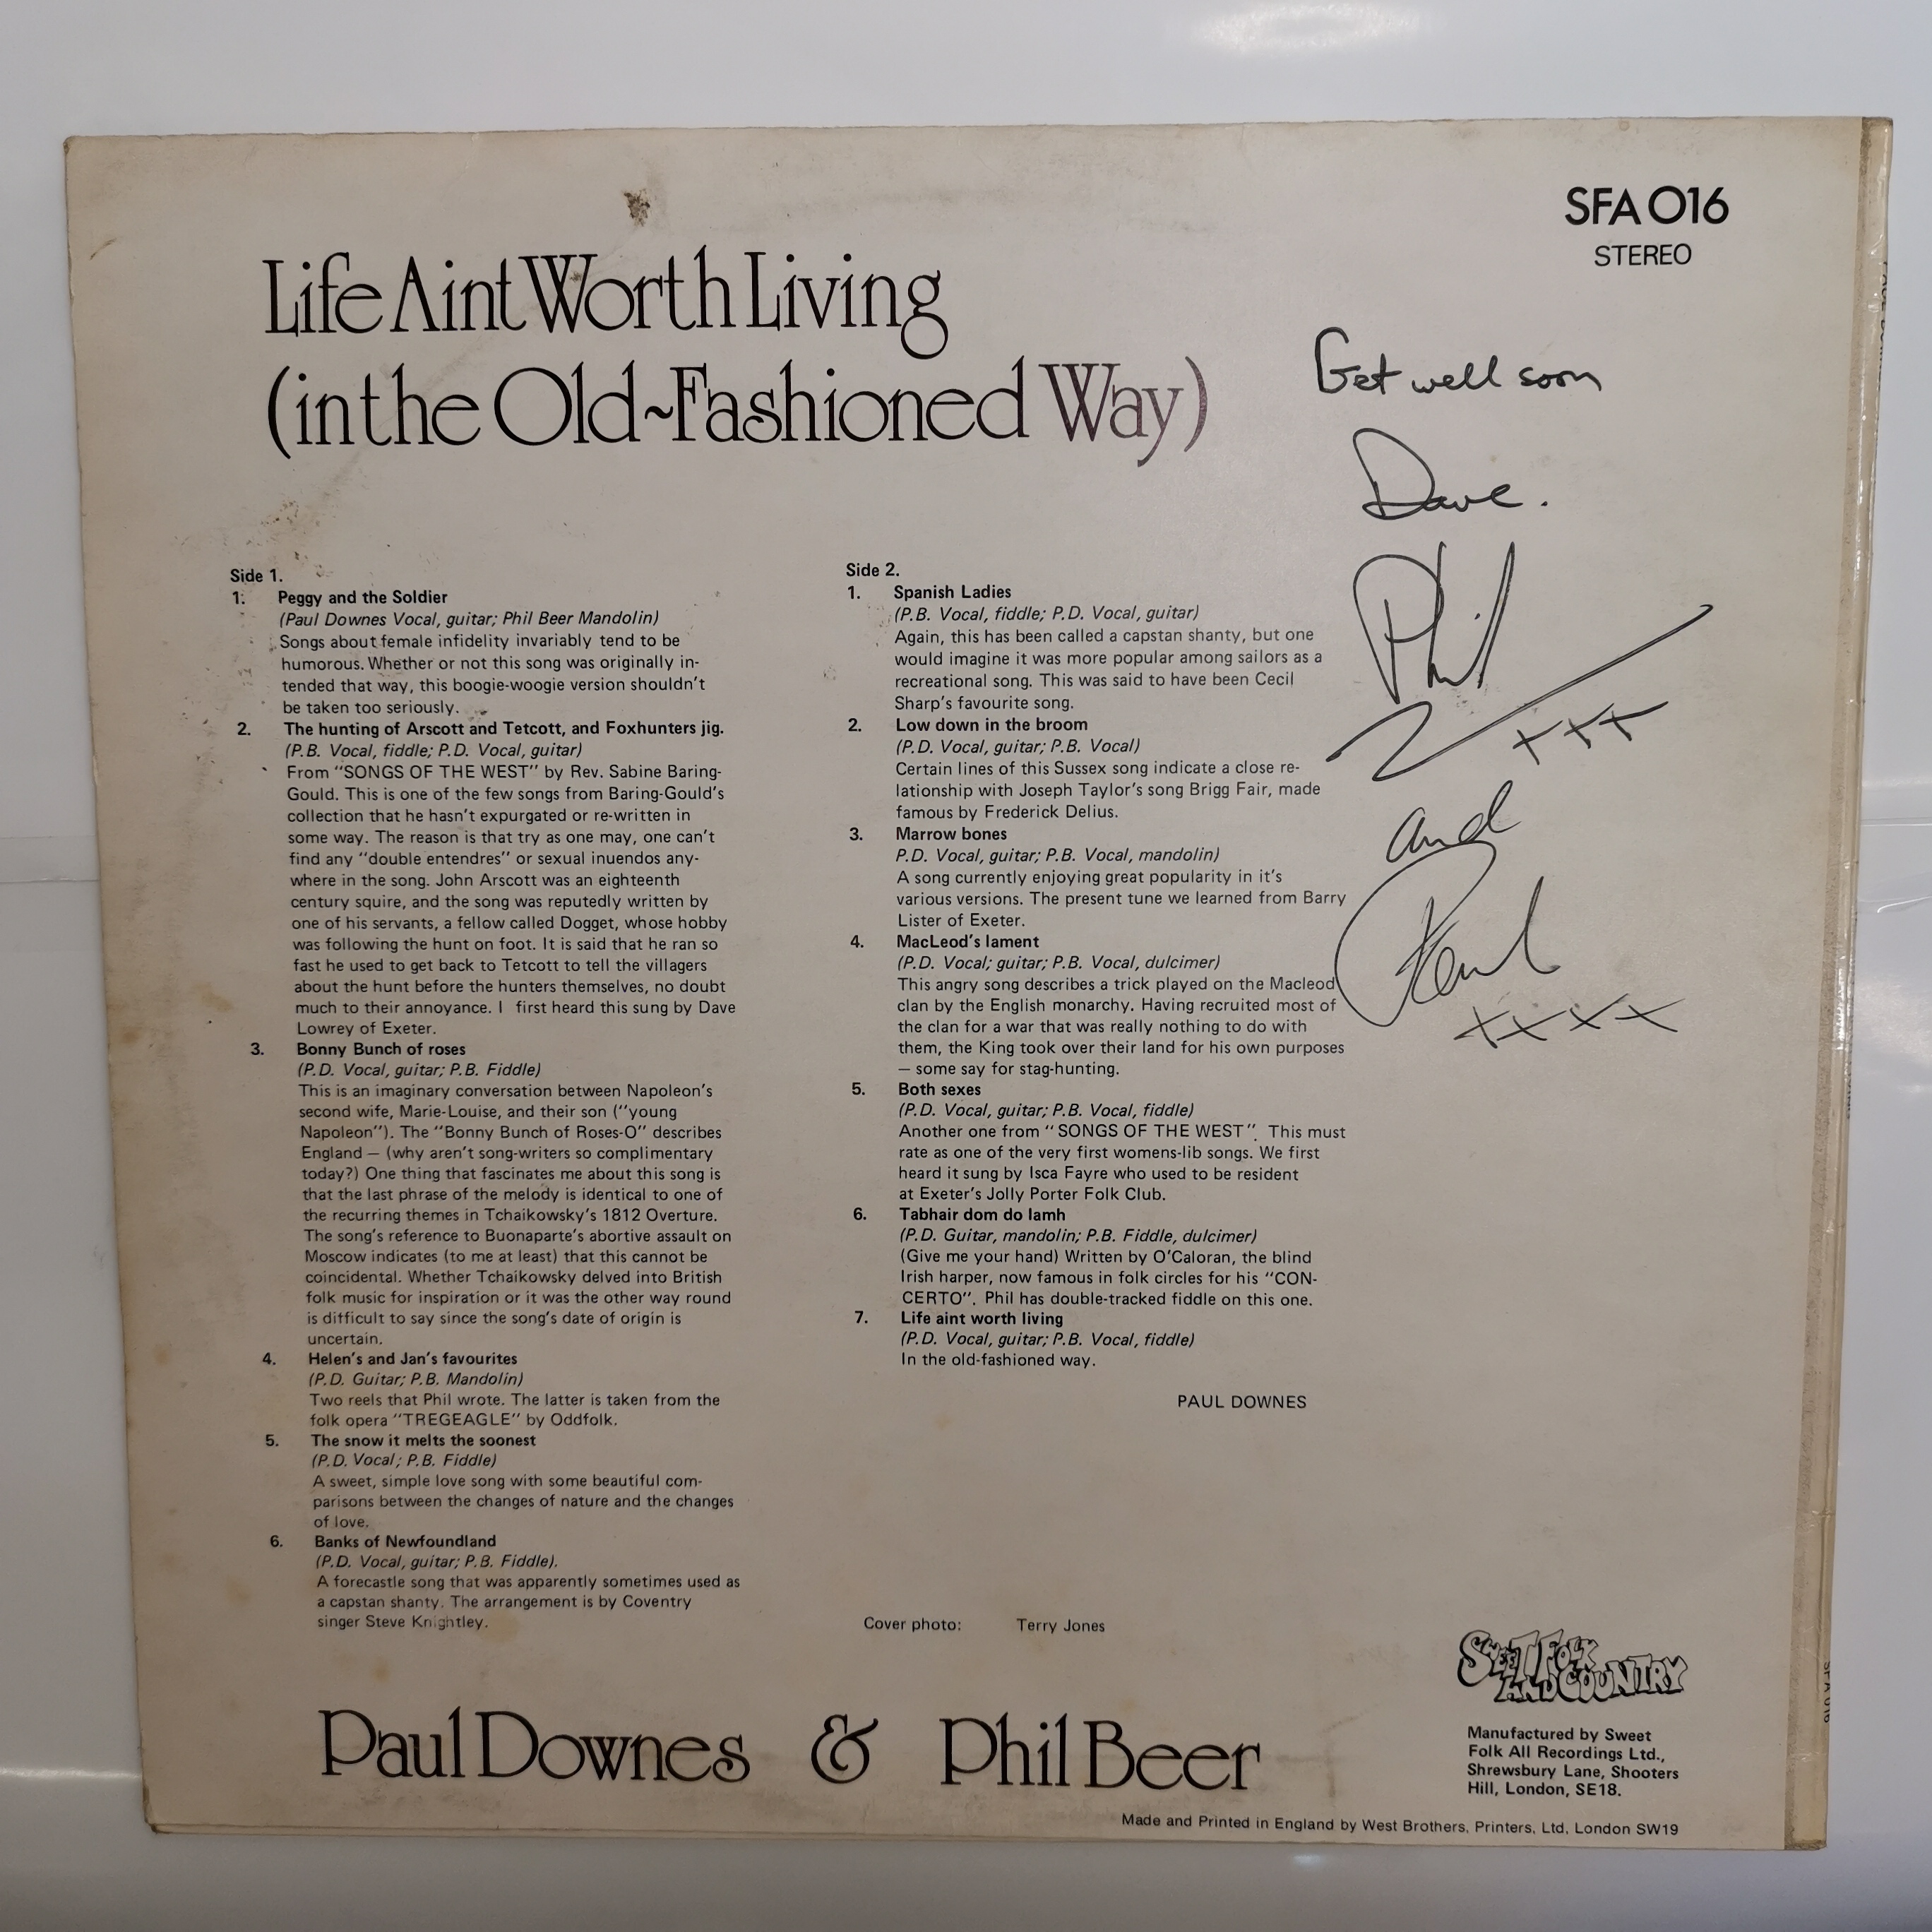 SFA 016
STEREO
Life Aint Worth Living
(in the Old~Fashioned Way)
Get well soon
Dave.
Phil
xxx
and
Paul
xxxx
Side 1.
1. Peggy and the Soldier
(Paul Downes Vocal, guitar; Phil Beer Mandolin)
Songs about female infidelity invariably tend to be
humorous. Whether or not this song was originally in-
tended that way, this boogie-woogie version shouldn't
be taken too seriously.
2. The hunting of Arscott and Tetcott, and Foxhunters jig.
(P.B. Vocal, fiddle; P.D. Vocal, guitar)
From "SONGS OF THE WEST" by Rev. Sabine Baring-
Gould. This is one of the few songs from Baring-Gould's
collection that he hasn't expurgated or re-written in
some way. The reason is that try as one may, one can't
find any "double entendres" or sexual inuendos any-
where in the song. John Arscott was an eighteenth
century squire, and the song was reputedly written by
one of his servants, a fellow called Dogget, whose hobby
was following the hunt on foot. It is said that he ran so
fast he used to get back to Tetcott to tell the villagers
about the hunt before the hunters themselves, no doubt
much to their annoyance. I first heard this sung by Dave
Lowrey of Exeter.
3. Bonny Bunch of roses
(P.D. Vocal, guitar; P.B. Fiddle)
This is an imaginary conversation between Napoleon's
second wife, Marie-Louise, and their son ("young
Napoleon"). The "Bonny Bunch of Roses-O" describes
England — (why aren't song-writers so complimentary
today?) One thing that fascinates me about this song is
that the last phrase of the melody is identical to one of
the recurring themes in Tchaikowsky's 1812 Overture.
The song's reference to Buonaparte's abortive assault on
Moscow indicates (to me at least) that this cannot be
coincidental. Whether Tchaikowsky delved into British
folk music for inspiration or it was the other way round
is difficult to say since the song's date of origin is
uncertain.
4. Helen's and Jan's favourites
(P.D. Guitar; P.B. Mandolin)
Two reels that Phil wrote. The latter is taken from the
folk opera "TREGEAGLE" by Oddfolk.
5. The snow it melts the soonest
(P.D. Vocal; P.B. Fiddle)
A sweet, simple love song with some beautiful com-
parisons between the changes of nature and the changes
of love.
6. Banks of Newfoundland
(P.D. Vocal, guitar; P.B. Fiddle).
A forecastle song that was apparently sometimes used as
a capstan shanty. The arrangement is by Coventry
singer Steve Knightley.
Side 2.
1. Spanish Ladies
(P.B. Vocal, fiddle; P.D. Vocal, guitar)
Again, this has been called a capstan shanty, but one
would imagine it was more popular among sailors as a
recreational song. This was said to have been Cecil
Sharp's favourite song.
2. Low down in the broom
(P.D. Vocal, guitar; P.B. Vocal)
Certain lines of this Sussex song indicate a close re-
lationship with Joseph Taylor's song Brigg Fair, made
famous by Frederick Delius.
3. Marrow bones
P.D. Vocal, guitar; P.B. Vocal, mandolin)
A song currently enjoying great popularity in it's
various versions. The present tune we learned from Barry
Lister of Exeter.
4. MacLeod's lament
(P.D. Vocal; guitar; P.B. Vocal, dulcimer)
This angry song describes a trick played on the Macleod
clan by the English monarchy. Having recruited most of
the clan for a war that was really nothing to do with
them, the King took over their land for his own purposes
— some say for stag-hunting.
5. Both sexes
(P.D. Vocal, guitar; P.B. Vocal, fiddle)
Another one from "SONGS OF THE WEST". This must
rate as one of the very first womens-lib songs. We first
heard it sung by Isca Fayre who used to be resident
at Exeter's Jolly Porter Folk Club.
6. Tabhair dom do lamh
(P.D. Guitar, mandolin; P.B. Fiddle, dulcimer)
(Give me your hand) Written by O'Caloran, the blind
Irish harper, now famous in folk circles for his "CON-
CERTO". Phil has double-tracked fiddle on this one.
7. Life aint worth living
(P.D. Vocal, guitar; P.B. Vocal, fiddle)
In the old-fashioned way.
PAUL DOWNES
Cover photo: Terry Jones
Paul Downes & Phil Beer
SWEET FOLK
AND COUNTRY
Manufactured by Sweet
Folk All Recordings Ltd.,
Shrewsbury Lane, Shooters
Hill, London, SE18.
Made and Printed in England by West Brothers, Printers, Ltd, London SW19
SFA 016